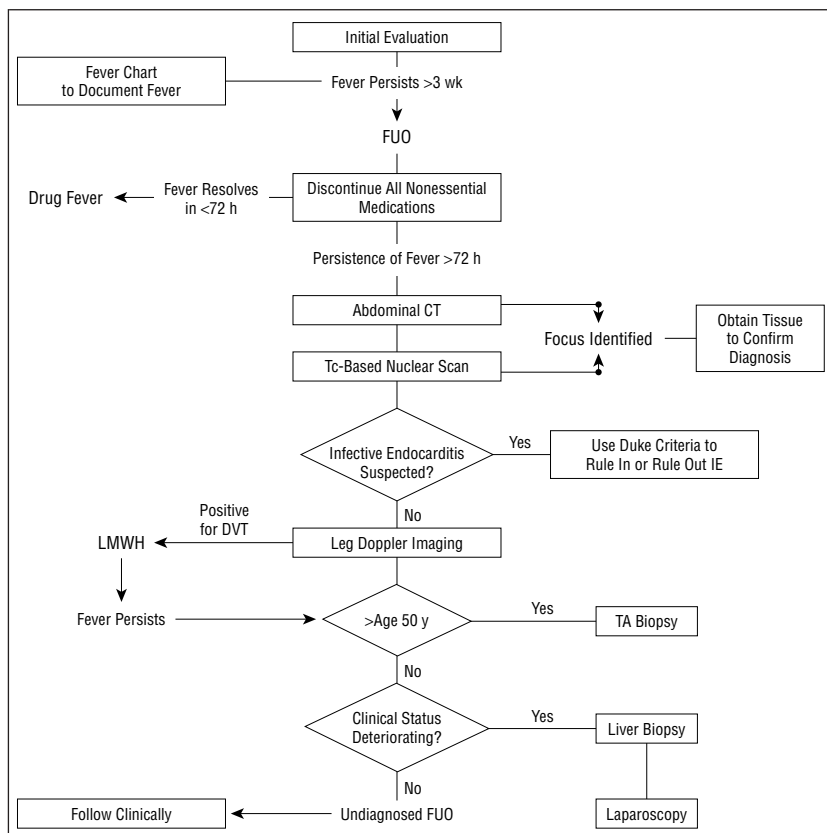 Initial Evaluation
Fever Chart
to Document Fever
Fever Persists >3 wk
FUO
Drug Fever
Fever Resolves
in <72 h
Discontinue All Nonessential
Medications
Persistence of Fever >72 h
Abdominal CT
Focus Identified
Obtain Tissue
to Confirm
Diagnosis
Tc-Based Nuclear Scan
Infective Endocarditis
Suspected?
Yes
Use Duke Criteria to
Rule In or Rule Out IE
No
Positive
for DVT
LMWH
Leg Doppler Imaging
Fever Persists
>Age 50 y
Yes
TA Biopsy
No
Clinical Status
Deteriorating?
Yes
Liver Biopsy
No
Laparoscopy
Follow Clinically
Undiagnosed FUO